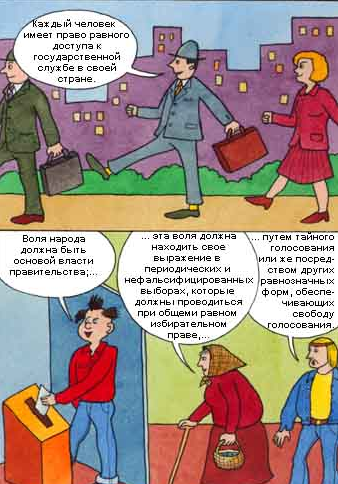 Каждый человек
имеет право равного
доступа к
государственной
службе в своей
стране.
Воля народа
должна быть
основой власти
правительства;...
... эта воля должна
находить свое
выражение в
периодических и
нефальсифицированных
выборах, которые
должны проводиться
при общеми равном
избирательном
праве,...
... путем тайного
голосования
или же посред-
ством других
равнозначных
форм, обеспе-
чивающих
свободу
голосования.